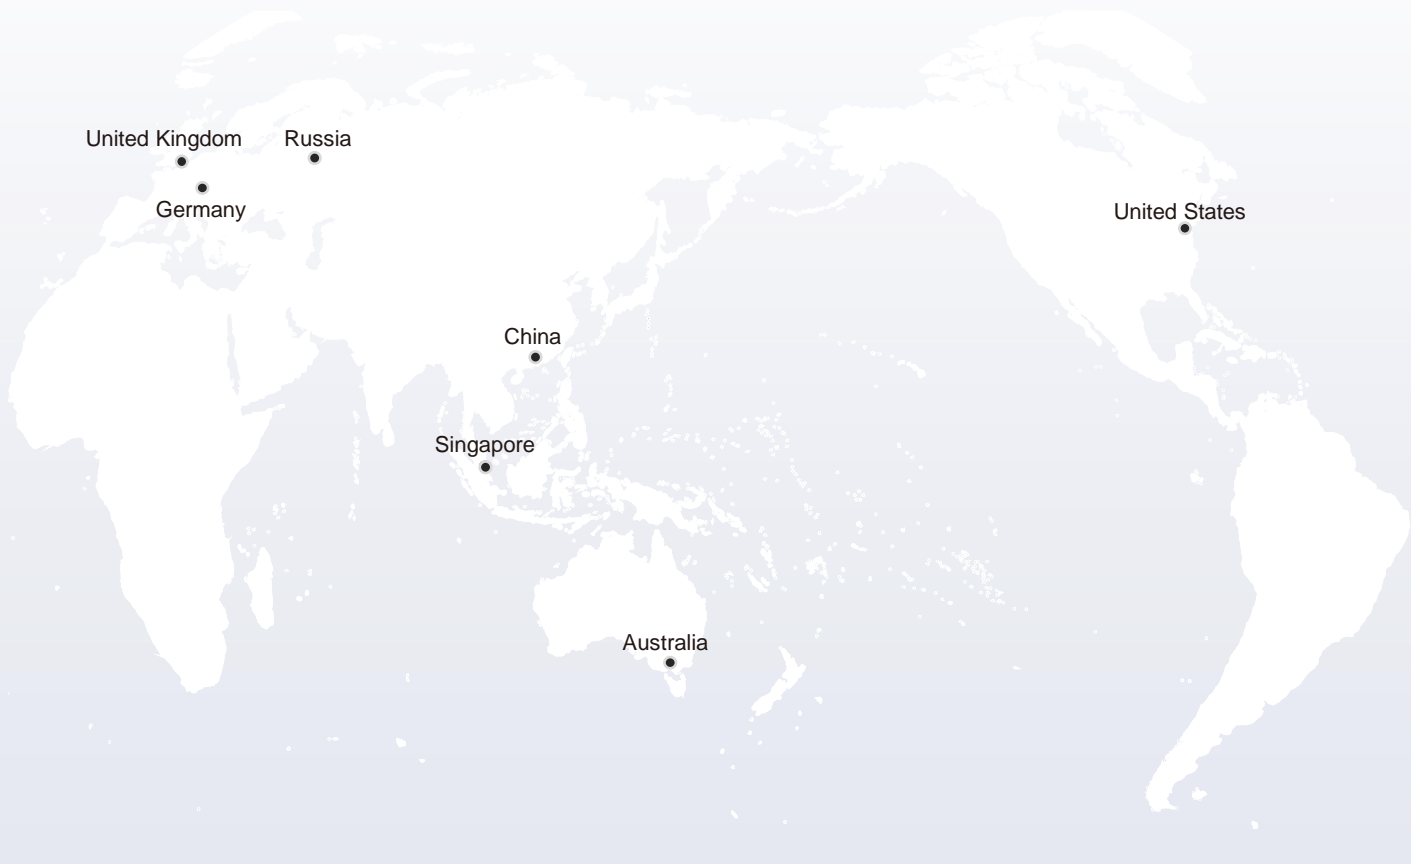 United Kingdom
Russia
Germany
United States
China
Singapore
Australia